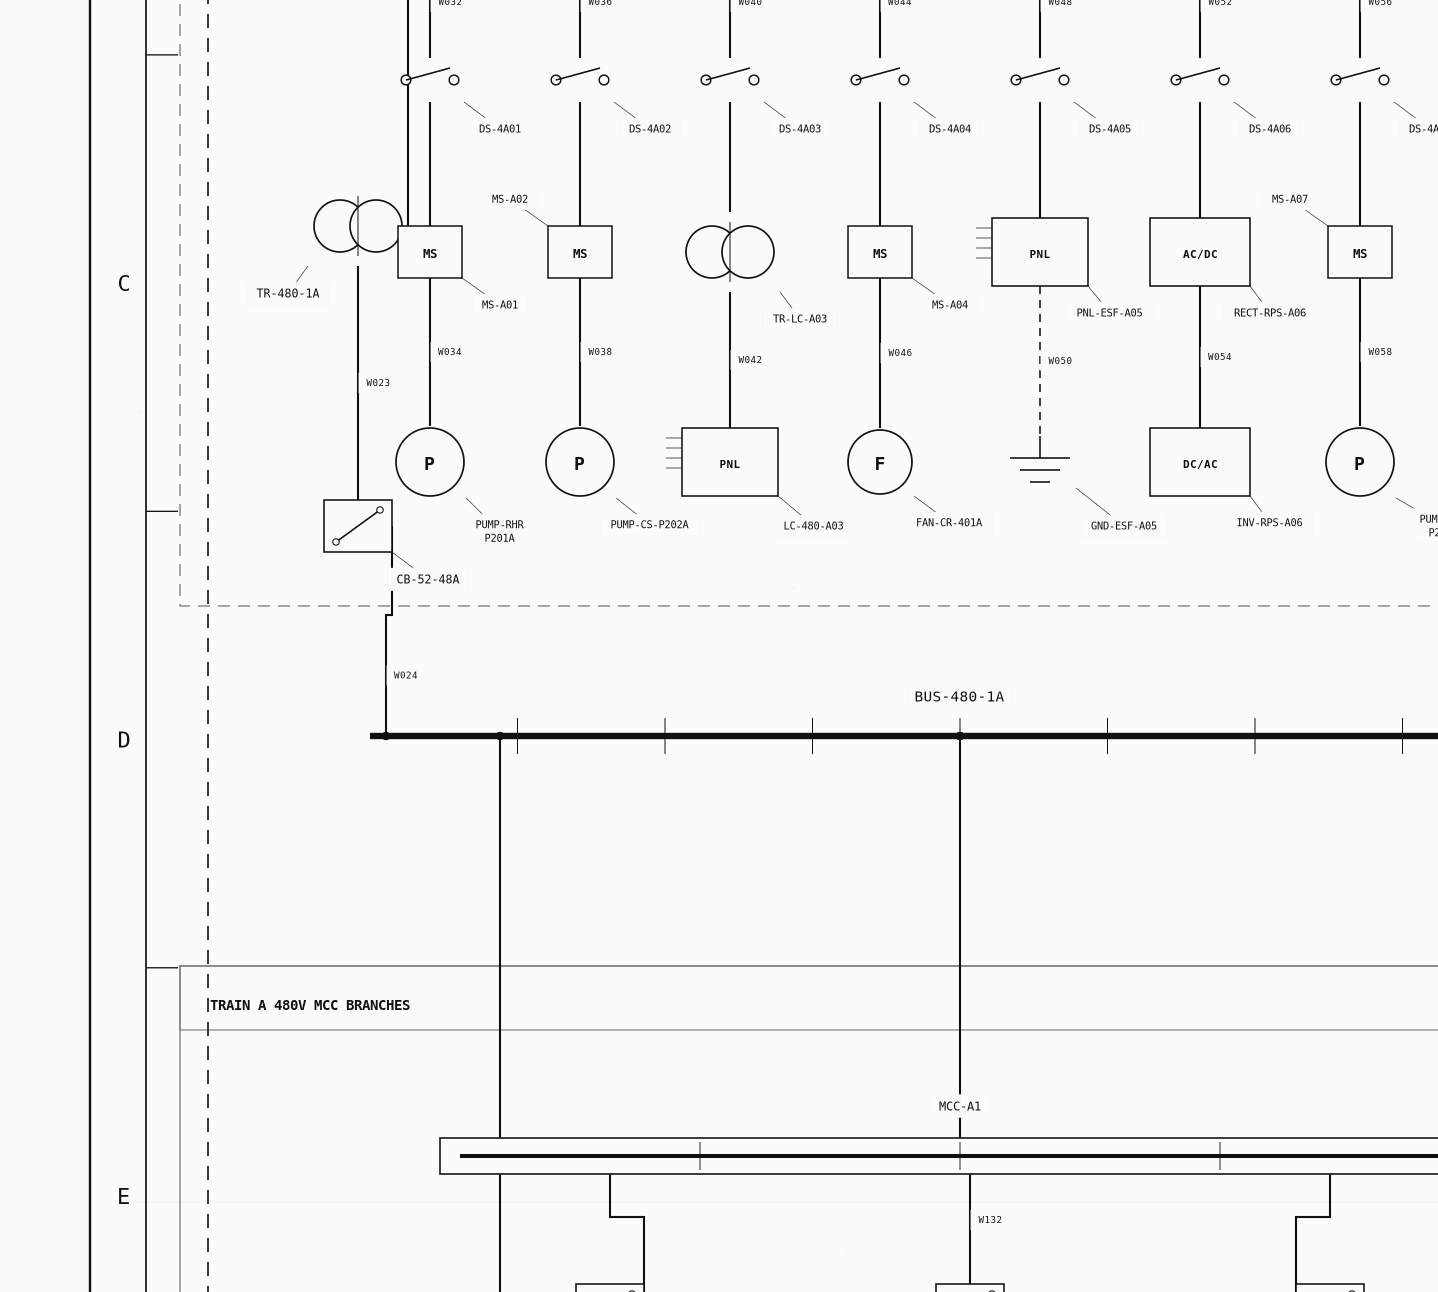 W032
W036
W040
W044
W048
W052
W056
DS-4A01
DS-4A02
DS-4A03
DS-4A04
DS-4A05
DS-4A06
MS-A02
MS-A07
C
MS
MS
MS
PNL
AC/DC
MS
TR-480-1A
MS-A01
TR-LC-A03
MS-A04
PNL-ESF-A05
RECT-RPS-A06
W023
W034
W038
W042
W046
W050
W054
W058
P
P
PNL
F
DC/AC
P
PUMP-RHR
P201A
PUMP-CS-P202A
LC-480-A03
FAN-CR-401A
GND-ESF-A05
INV-RPS-A06
CB-52-48A
W024
BUS-480-1A
D
TRAIN A 480V MCC BRANCHES
MCC-A1
E
W132